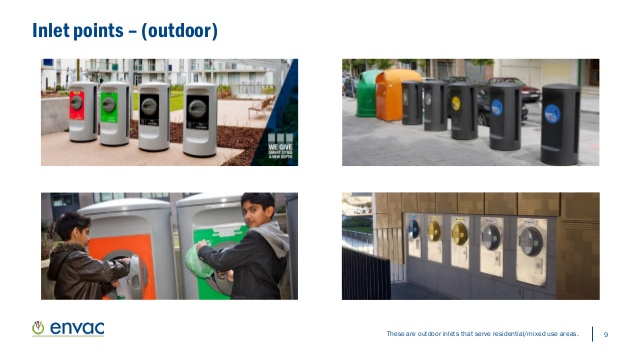 Inlet points – (outdoor)
WE GIVE
SMART CITIES
A NEW DEPTH
envac
These are outdoor inlets that serve residential/mixed use areas.
9